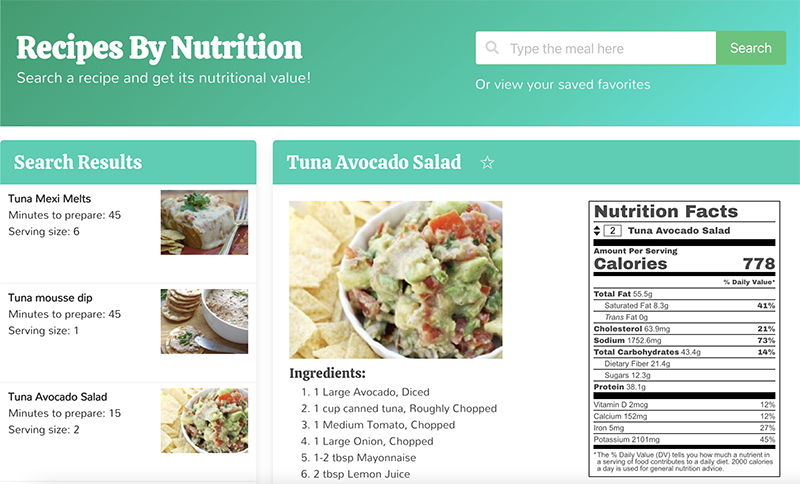 Recipes By Nutrition
Search a recipe and get its nutritional value!
Type the meal here
Search
Or view your saved favorites
Search Results
Tuna Mexi Melts
Minutes to prepare: 45
Serving size: 6
Tuna mousse dip
Minutes to prepare: 45
Serving size: 1
Tuna Avocado Salad
Minutes to prepare: 15
Serving size: 2
Tuna Avocado Salad ☆
Ingredients:
1. 1 Large Avocado, Diced
2. 1 cup canned tuna, Roughly Chopped
3. 1 Medium Tomato, Chopped
4. 1 Large Onion, Chopped
5. 1-2 tbsp Mayonnaise
6. 2 tbsp Lemon Juice
Nutrition Facts
2 Tuna Avocado Salad
Amount Per Serving
Calories 778
% Daily Value*
Total Fat 55.5g
Saturated Fat 8.3g 41%
Trans Fat 0g
Cholesterol 63.9mg 21%
Sodium 1752.6mg 73%
Total Carbohydrates 43.4g 14%
Dietary Fiber 21.4g
Sugars 12.3g
Protein 38.1g
Vitamin D 2mcg 12%
Calcium 152mg 12%
Iron 5mg 27%
Potassium 2101mg 45%
* The % Daily Value (DV) tells you how much a nutrient in
a serving of food contributes to a daily diet. 2000 calories
a day is used for general nutrition advice.